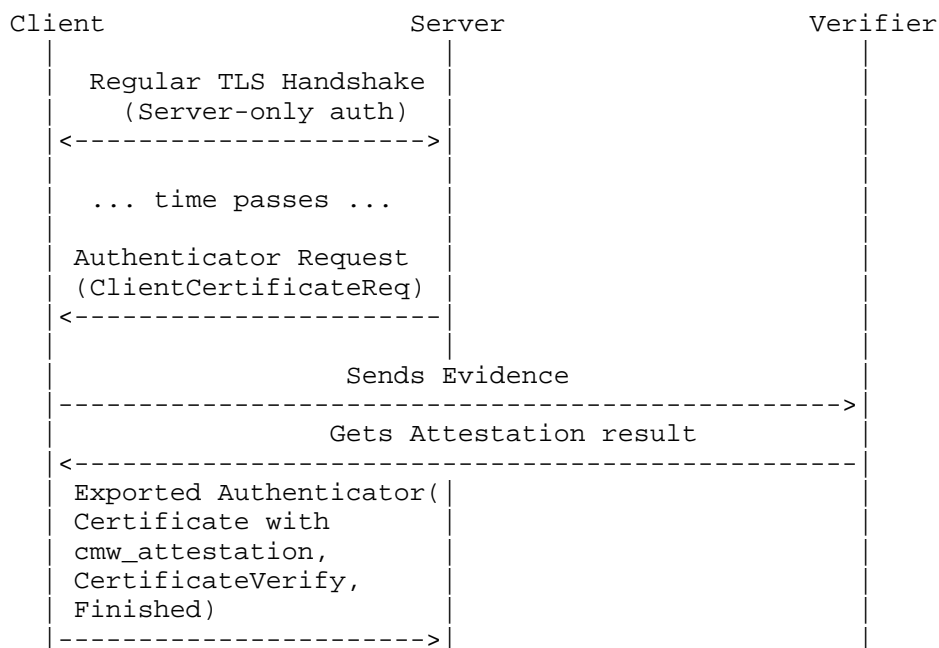 Client Server Verifier
Regular TLS Handshake
(Server-only auth)
... time passes ...
Authenticator Request
(ClientCertificateReq)
Sends Evidence
Gets Attestation result
Exported Authenticator(
Certificate with
cmw_attestation,
CertificateVerify,
Finished)